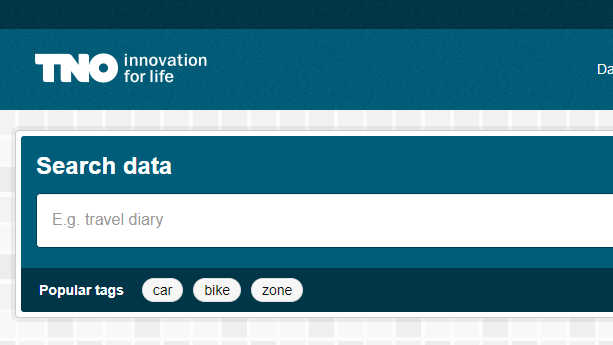 TNO innovation
for life
Da
Search data
E.g. travel diary
Popular tags car bike zone